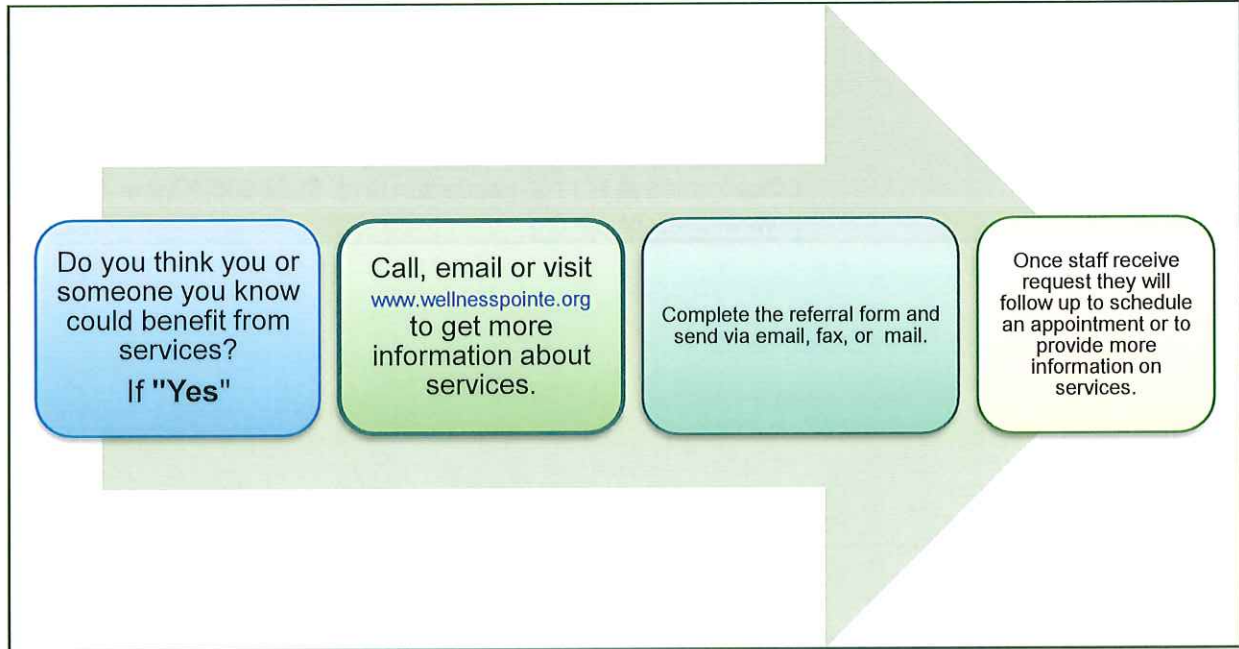 Do you think you or
someone you know
could benefit from
services?
If "Yes"
Call, email or visit
www.wellnesspointe.org
to get more
information about
services.
Complete the referral form and
send via email, fax, or mail.
Once staff receive
request they will
follow up to schedule
an appointment or to
provide more
information on
services.